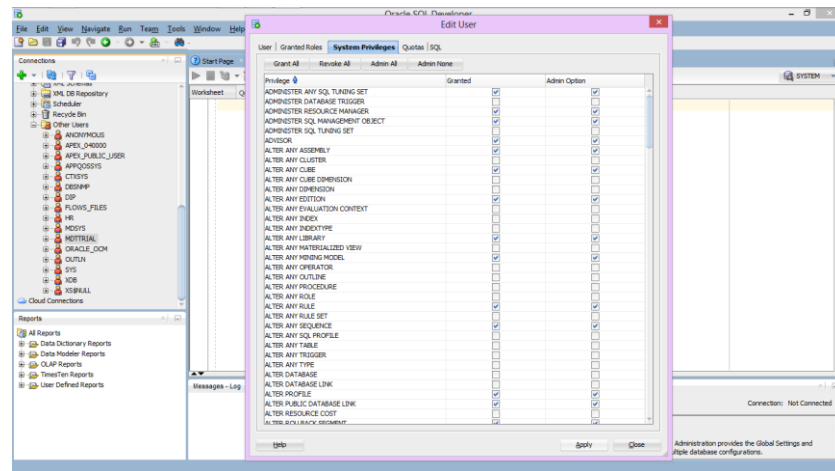 Oracle SQL Developer
Edit User
File Edit View Navigate Run Team Tools Window Help
Connections
XML DB Repository
Scheduler
Recycle Bin
Other Users
ANONYMOUS
APEX_040000
APEX_PUBLIC_USER
APPQOSSYS
CTXSYS
DBSNMP
DIP
FLOWS_FILES
HR
MDSYS
MDTTRIAL
ORACLE_OCM
OUTLN
SYS
XDB
XS$NULL
Cloud Connections
Reports
All Reports
Data Dictionary Reports
Data Modeler Reports
OLAP Reports
TimesTen Reports
User Defined Reports
Start Page
Worksheet
Messages - Log
User Granted Roles System Privileges Quotas SQL
Grant All Revoke All Admin All Admin None
Privilege Granted Admin Option
ADMINISTER ANY SQL TUNING SET
ADMINISTER DATABASE TRIGGER
ADMINISTER RESOURCE MANAGER
ADMINISTER SQL MANAGEMENT OBJECT
ADMINISTER SQL TUNING SET
ADVISOR
ALTER ANY ASSEMBLY
ALTER ANY CLUSTER
ALTER ANY CUBE
ALTER ANY CUBE DIMENSION
ALTER ANY DIMENSION
ALTER ANY EDITION
ALTER ANY EVALUATION CONTEXT
ALTER ANY INDEX
ALTER ANY INDEXTYPE
ALTER ANY LIBRARY
ALTER ANY MATERIALIZED VIEW
ALTER ANY MINING MODEL
ALTER ANY OPERATOR
ALTER ANY OUTLINE
ALTER ANY PROCEDURE
ALTER ANY ROLE
ALTER ANY RULE
ALTER ANY RULE SET
ALTER ANY SEQUENCE
ALTER ANY SQL PROFILE
ALTER ANY TABLE
ALTER ANY TRIGGER
ALTER ANY TYPE
ALTER DATABASE
ALTER DATABASE LINK
ALTER PROFILE
ALTER PUBLIC DATABASE LINK
ALTER RESOURCE COST
ALTER ROLLBACK SEGMENT
Help Apply Close
SYSTEM
Connection: Not Connected
Administration provides the Global Settings and
multiple database configurations.